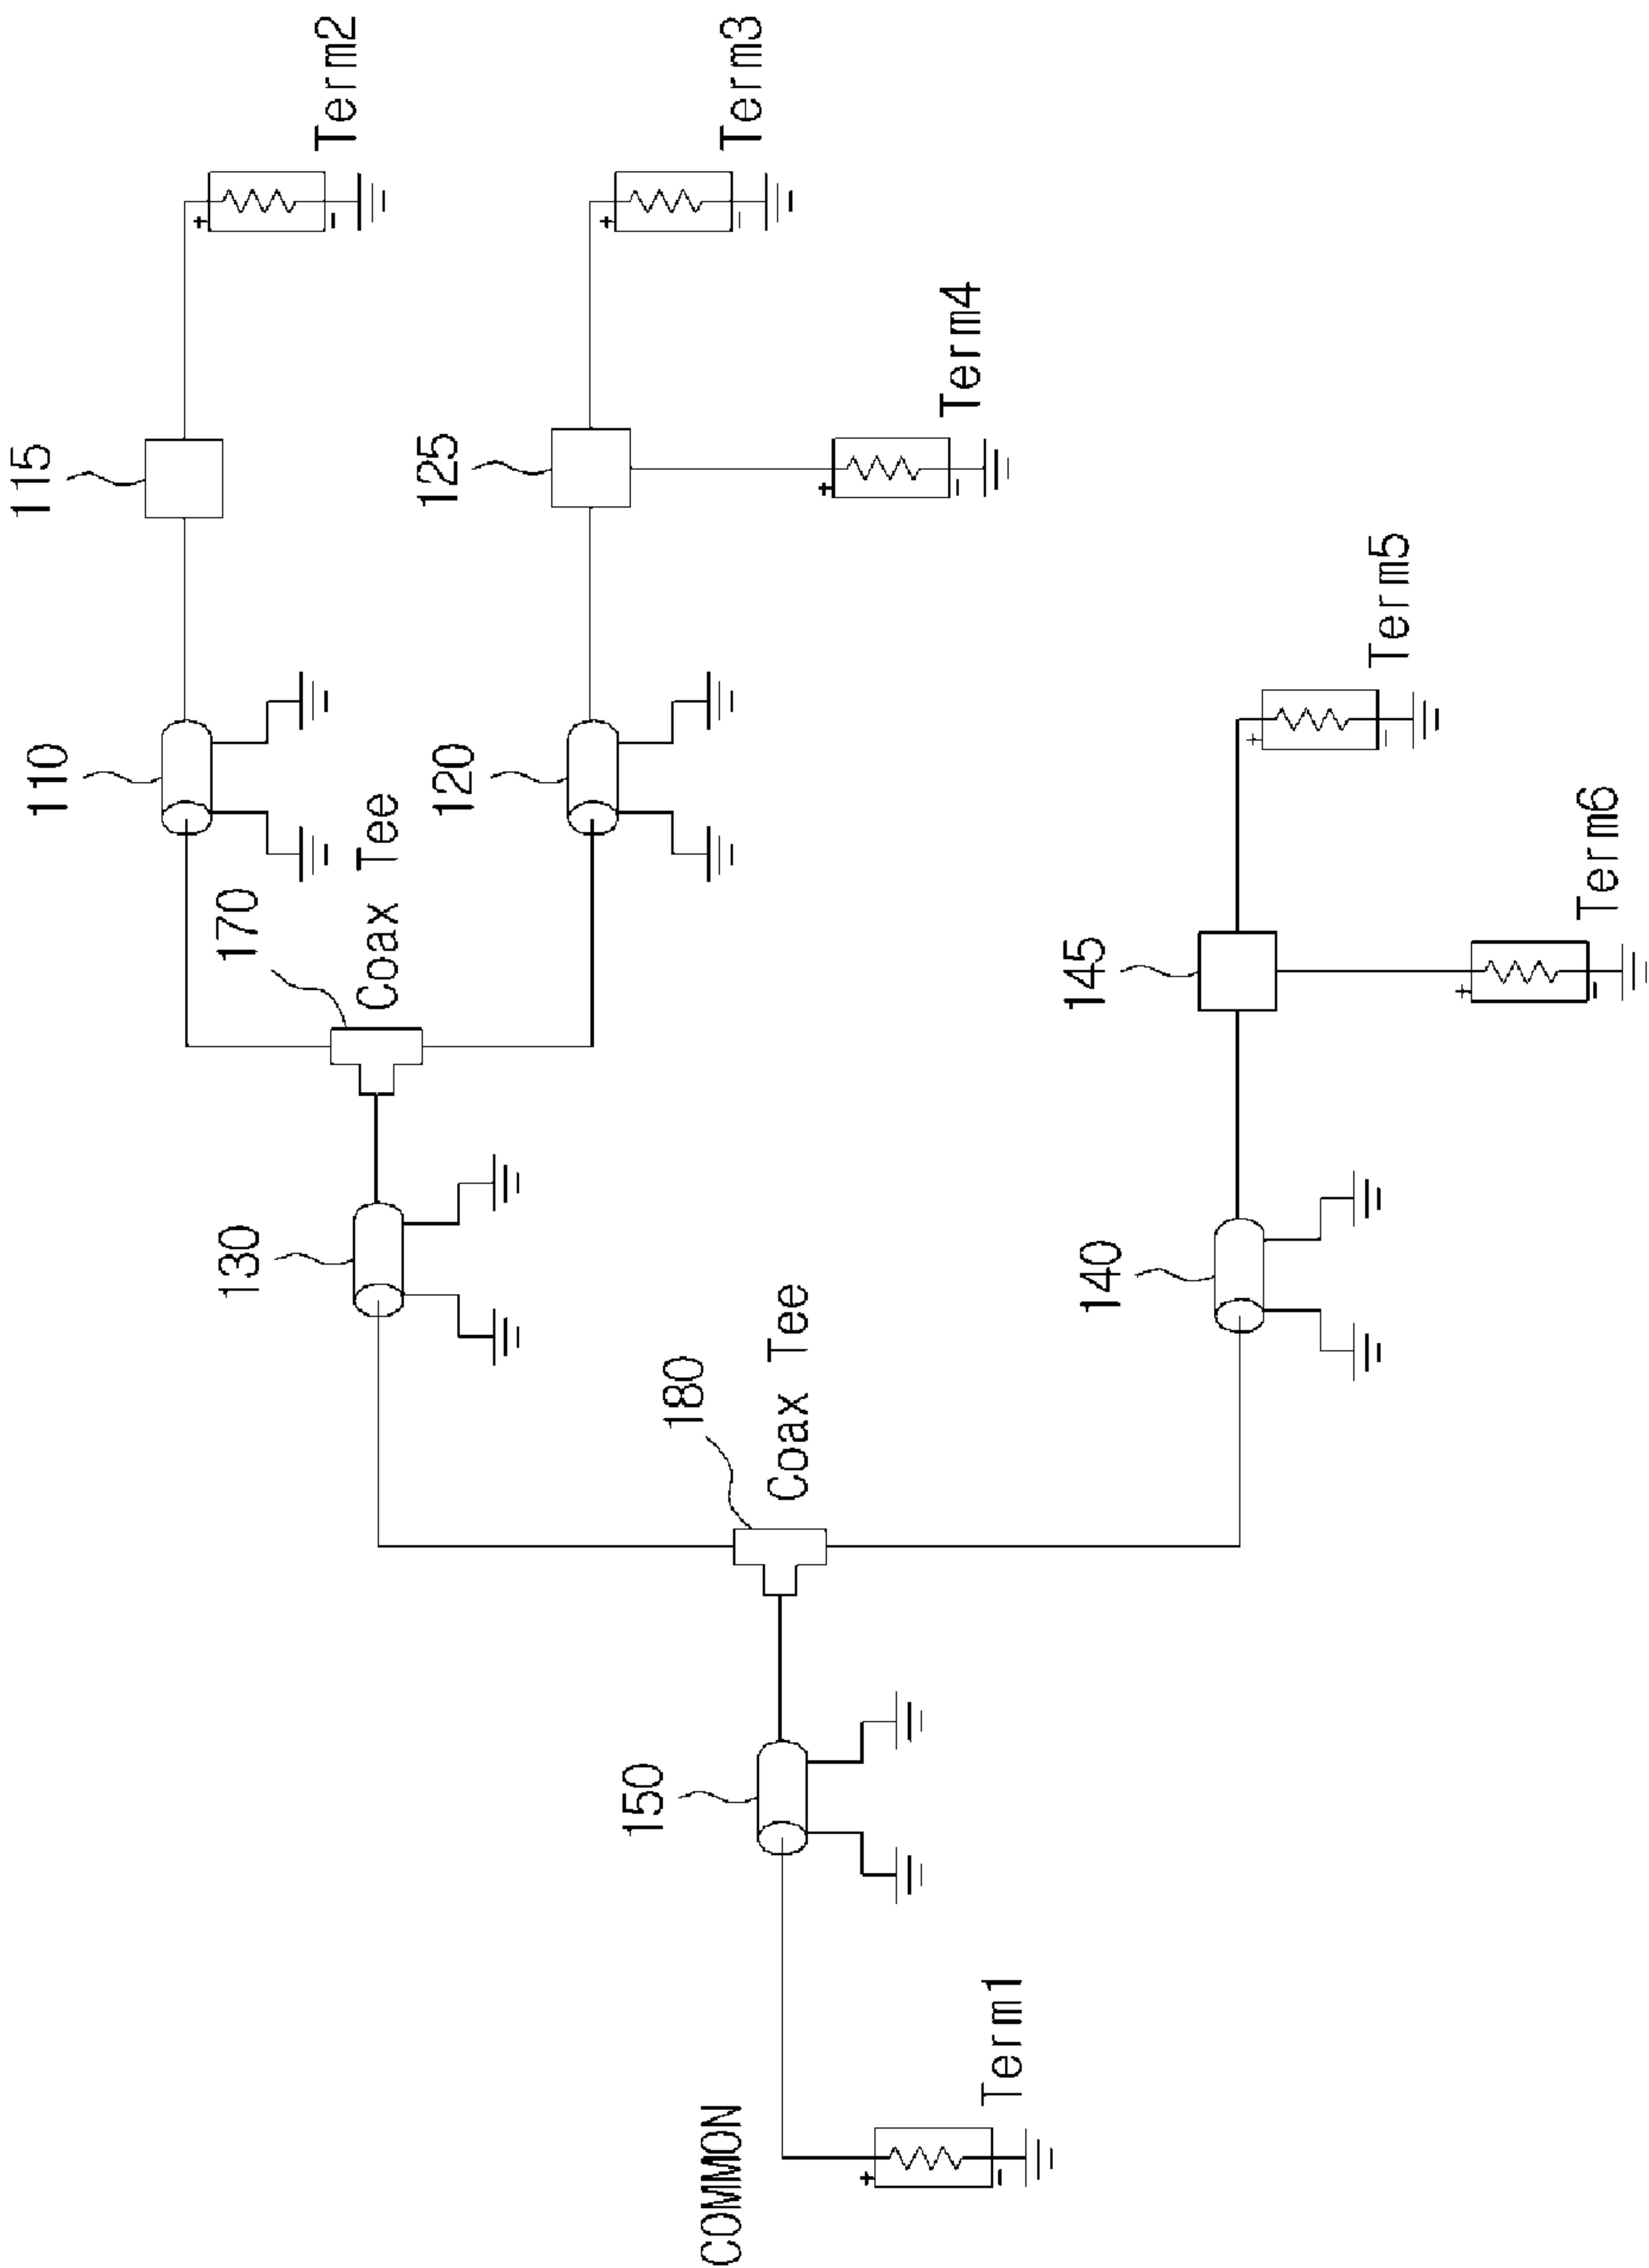 115
Term2
110
170
Coax Tee
125
Term3
120
Term4
130
180
Coax Tee
145
Term5
140
Term6
150
COMMON
Term1